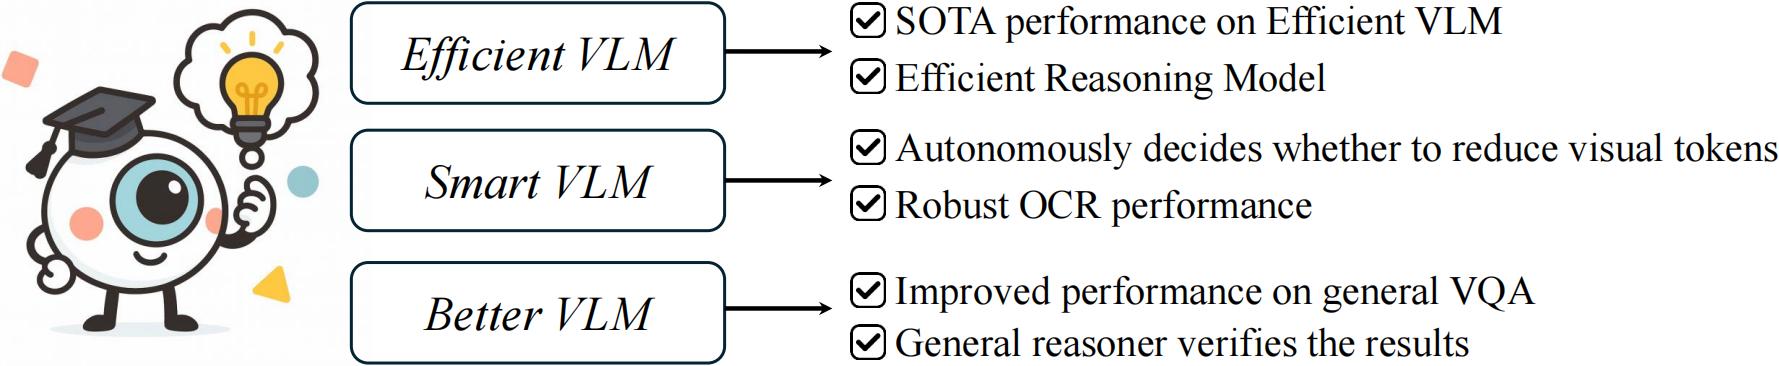 Efficient VLM
SOTA performance on Efficient VLM
Efficient Reasoning Model
Smart VLM
Autonomously decides whether to reduce visual tokens
Robust OCR performance
Better VLM
Improved performance on general VQA
General reasoner verifies the results